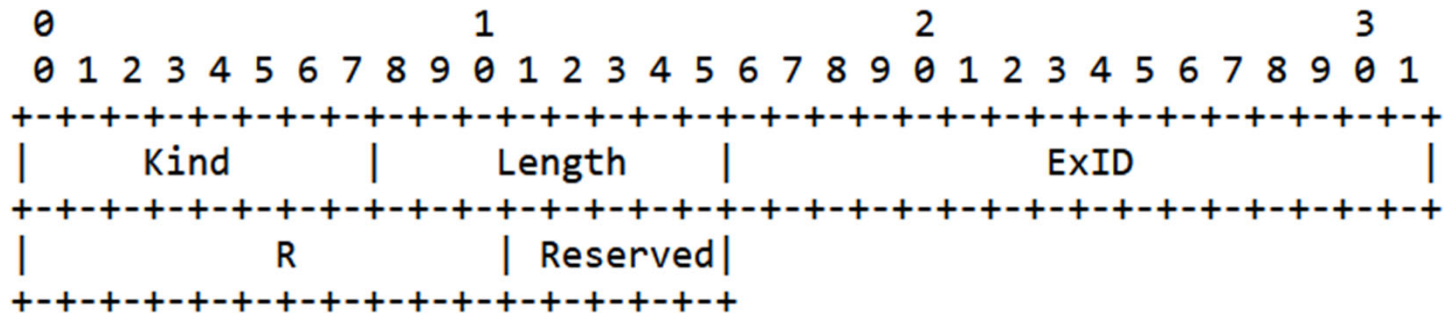 0                   1                   2                   3
 0 1 2 3 4 5 6 7 8 9 0 1 2 3 4 5 6 7 8 9 0 1 2 3 4 5 6 7 8 9 0 1
+-+-+-+-+-+-+-+-+-+-+-+-+-+-+-+-+-+-+-+-+-+-+-+-+-+-+-+-+-+-+-+-+
|     Kind      |     Length    |              ExID             |
+-+-+-+-+-+-+-+-+-+-+-+-+-+-+-+-+-+-+-+-+-+-+-+-+-+-+-+-+-+-+-+-+
|           R         | Reserved|
+-+-+-+-+-+-+-+-+-+-+-+-+-+-+-+-+